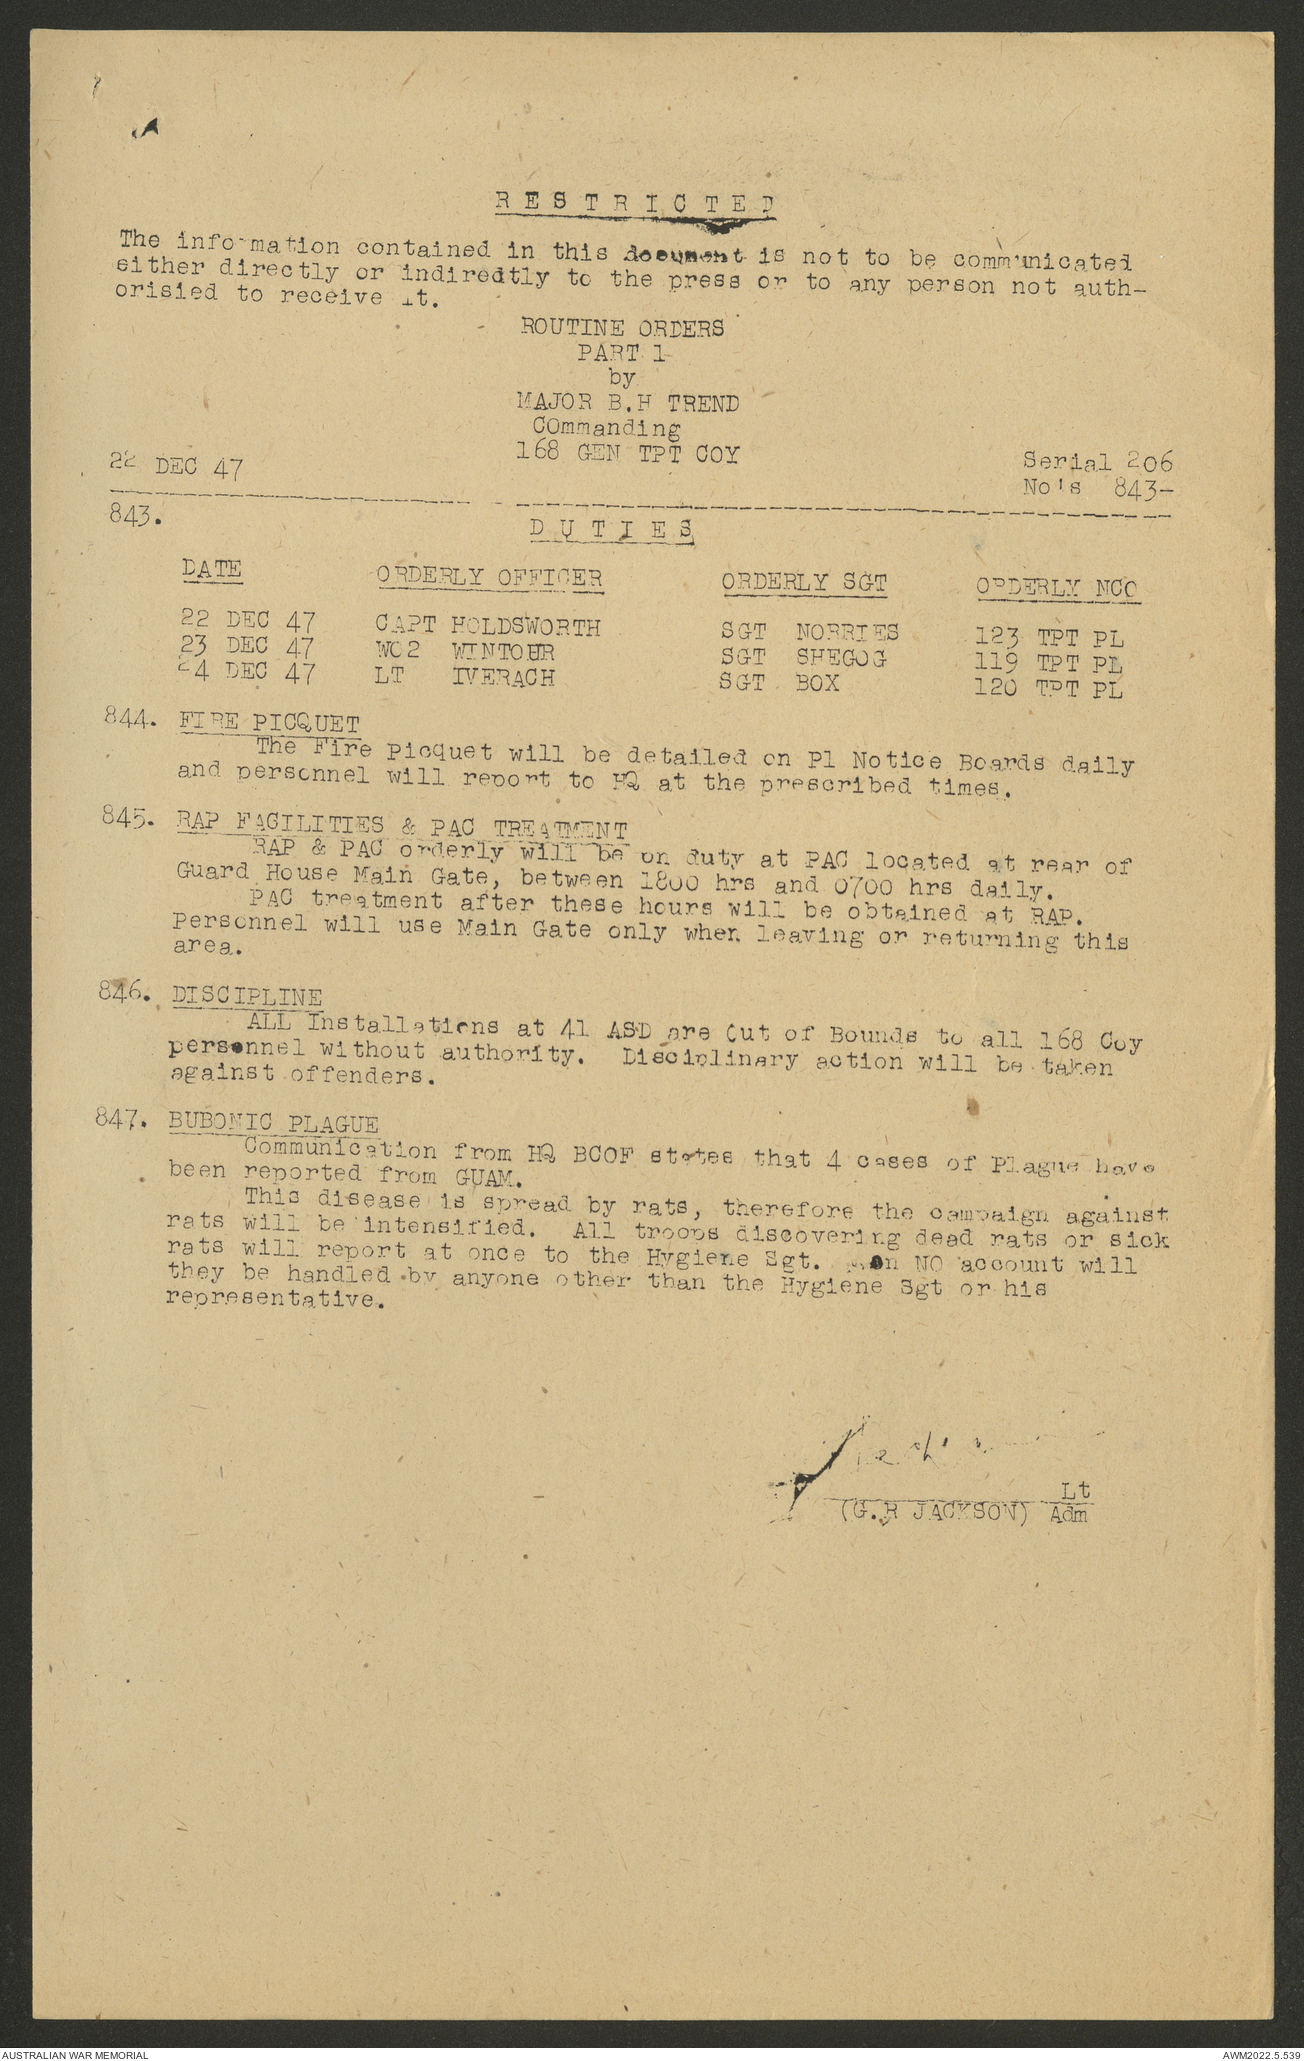 RESTRICTED
The information contained in this document is not to be communicated
either directly or indiredtly to the press or to any person not auth-
orisied to receive it.
ROUTINE ORDERS
PART 1
by
MAJOR B.H TREND
COmmanding
168 GEN TPT COY
22 DEC 47
Serial 206
No's 843-
843.
DUTIES
DATE ORDERLY OFFICER ORDERLY SGT ORDERLY NCO
22 DEC 47 CAPT HOLDSWORTH SGT NORRIES 123 TPT PL
23 DEC 47 WO2 WINTOUR SGT SHEGOG 119 TPT PL
24 DEC 47 LT IVERACH SGT BOX 120 TPT PL
844. FIRE PICQUET
The Fire Picquet will be detailed on Pl Notice Boards daily
and personnel will report to HQ at the prescribed times.
845. RAP FACILITIES & PAC TREATMENT
RAP & PAC orderly will be on duty at PAC located at rear of
Guard House Main Gate, between 1800 hrs and 0700 hrs daily.
PAC treatment after these hours will be obtained at RAP.
Personnel will use Main Gate only when leaving or returning this
area.
846. DISCIPLINE
ALL Installations at 41 ASD are Out of Bounds to all 168 Coy
personnel without authority. Disciplinary action will be taken
against offenders.
847. BUBONIC PLAGUE
Communication from HQ BCOF states that 4 cases of Plague have
been reported from GUAM.
This disease is spread by rats, therefore the campaign against
rats will be intensified. All troops discovering dead rats or sick
rats will report at once to the Hygiene Sgt. on NO account will
they be handled by anyone other than the Hygiene Sgt or his
representative.
Lt
(G.R JACKSON) Adm
AUSTRALIAN WAR MEMORIAL
AWM2022.5.539